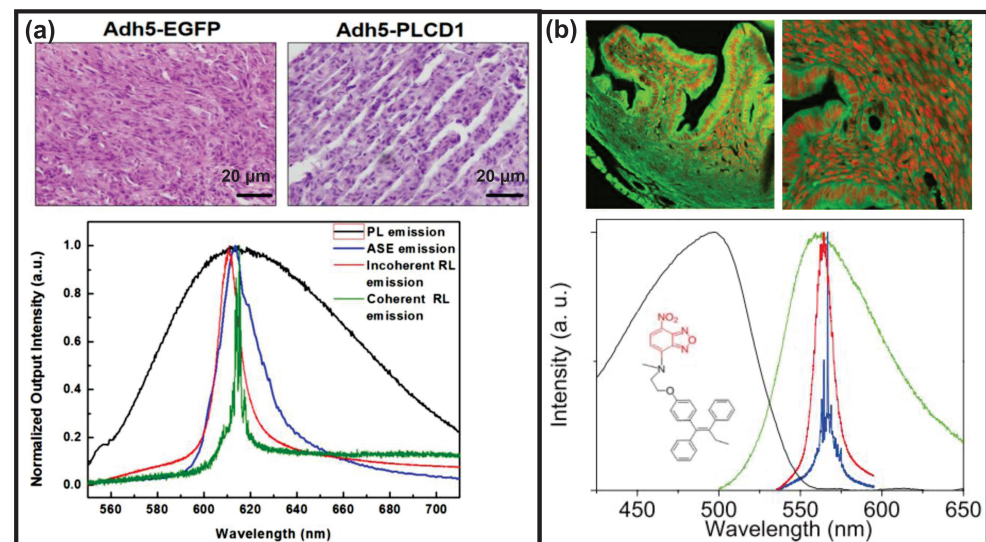 (a)
Adh5-EGFP
Adh5-PLCD1
20 µm
20 µm
PL emission
ASE emission
Incoherent RL
emission
Coherent RL
emission
Normalized Output Intensity (a.u.)
1.0
0.8
0.6
0.4
0.2
0.0
560 580 600 620 640 660 680 700
Wavelength (nm)
(b)
Intensity (a. u.)
NO₂
N
O
N
N
O
450 500 550 600 650
Wavelength (nm)